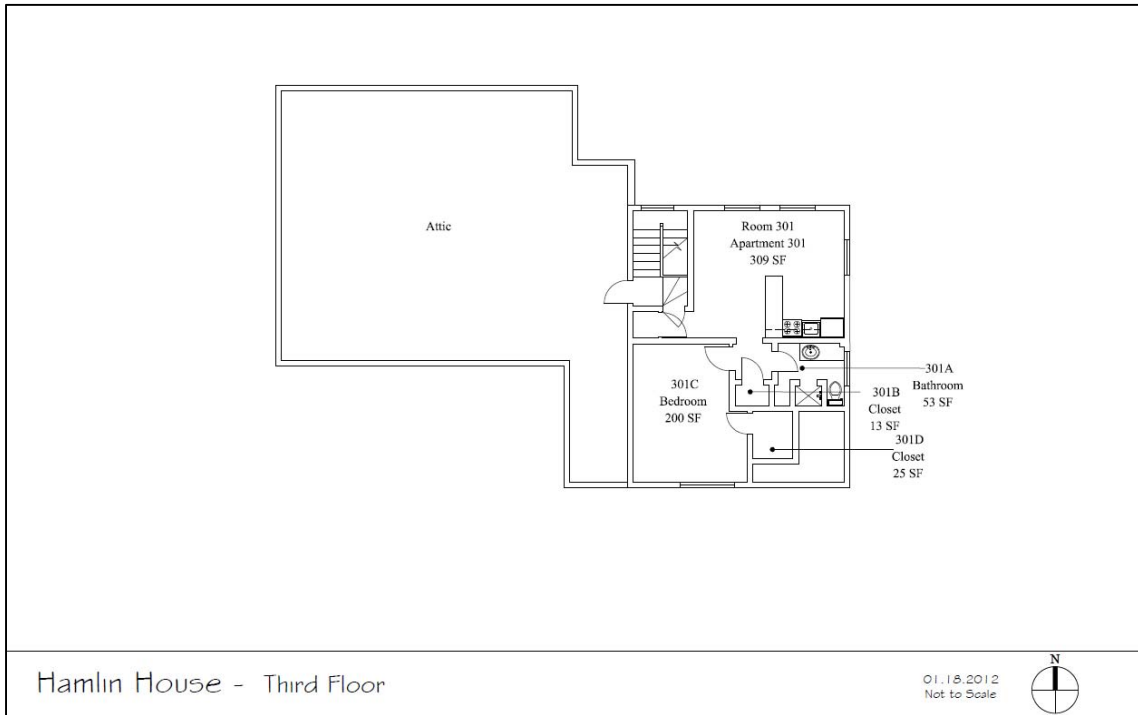 Attic
Room 301
Apartment 301
309 SF
301C
Bedroom
200 SF
301A
Bathroom
53 SF
301B
Closet
13 SF
301D
Closet
25 SF
Hamlin House - Third Floor
01.18.2012
Not to Scale
N